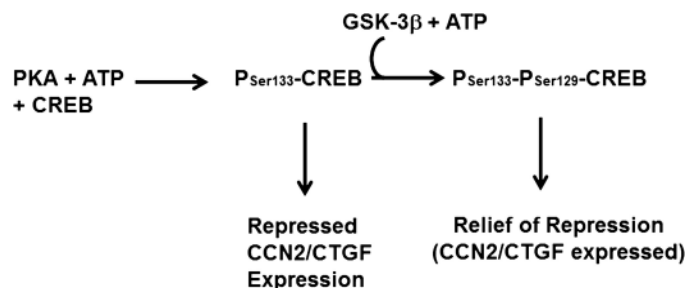 GSK-3β + ATP
PKA + ATP
+ CREB
PSer133-CREB
PSer133-PSer129-CREB
Repressed
CCN2/CTGF
Expression
Relief of Repression
(CCN2/CTGF expressed)